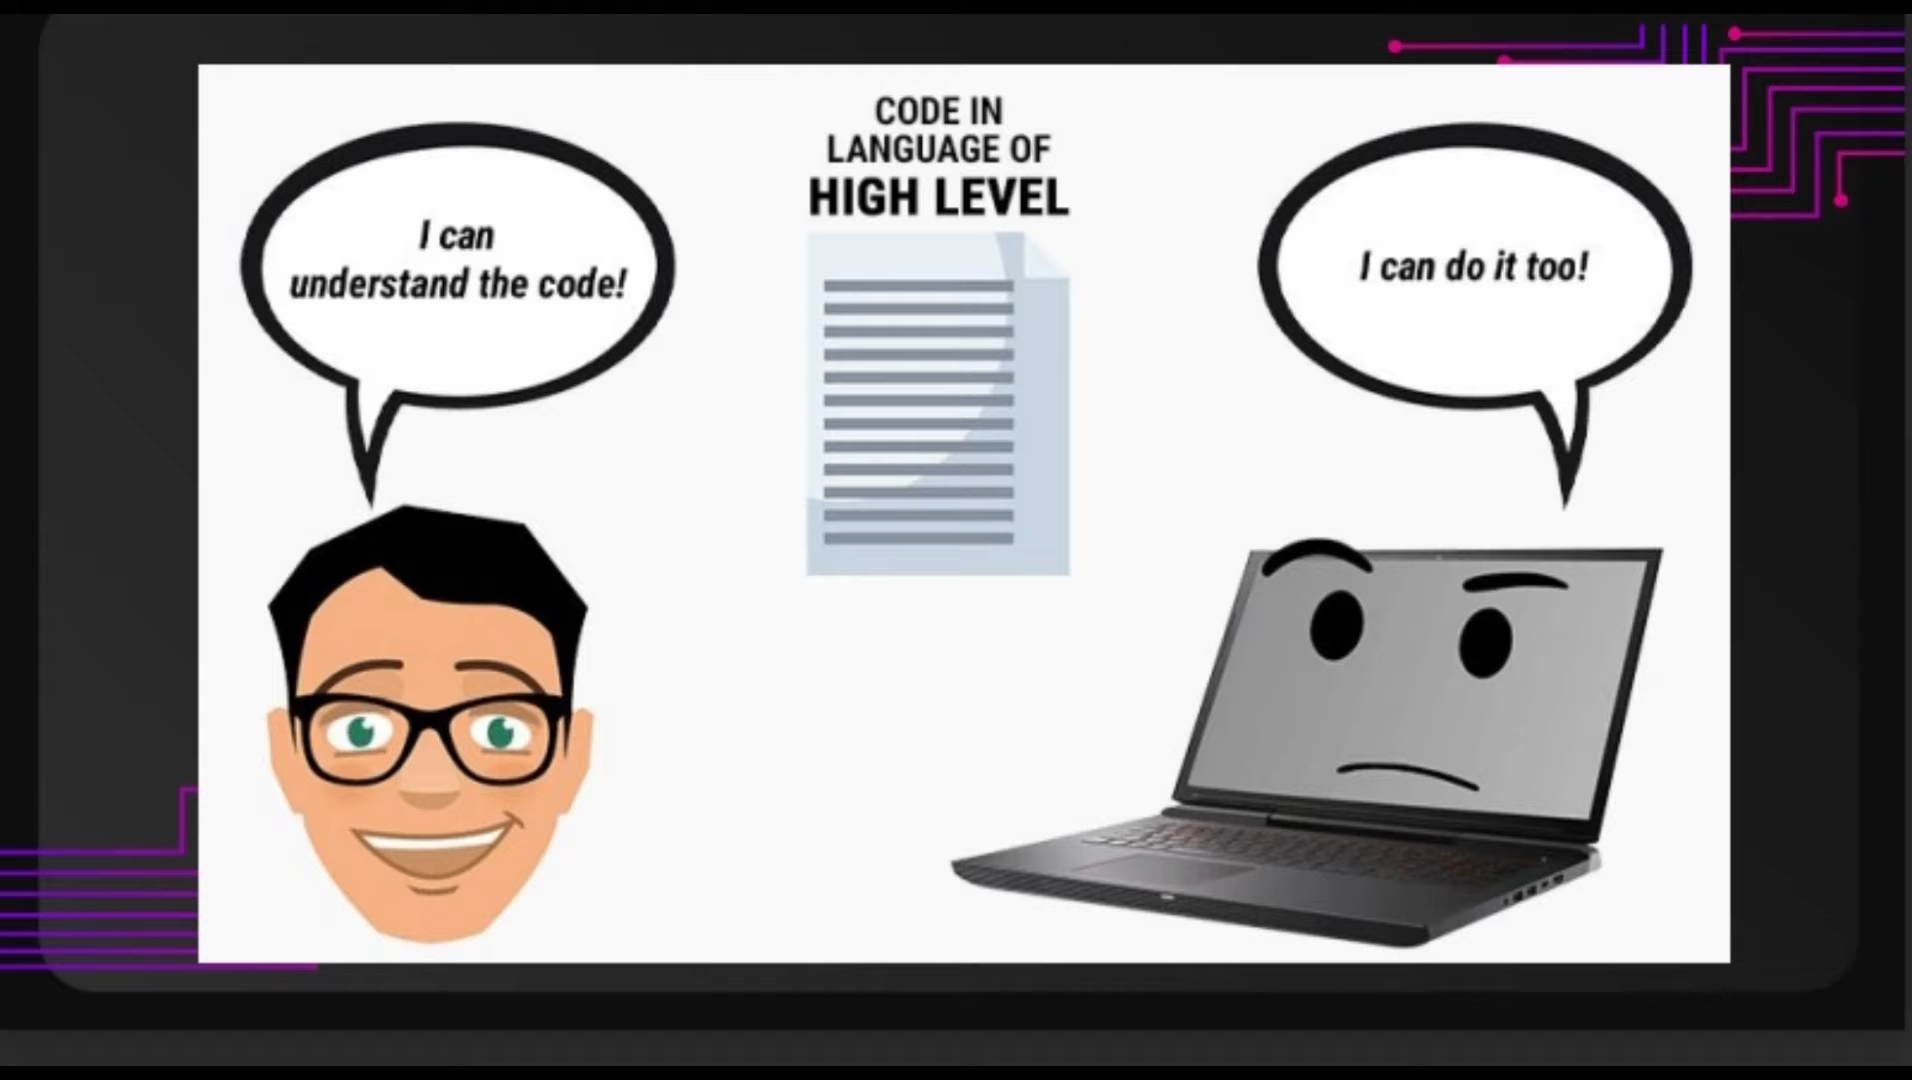 I can
understand the code!
CODE IN
LANGUAGE OF
HIGH LEVEL
I can do it too!